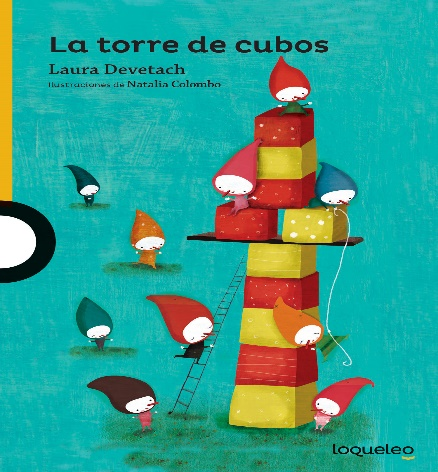 La torre de cubos
Laura Devetach
Ilustraciones de Natalia Colombo
loqueleo